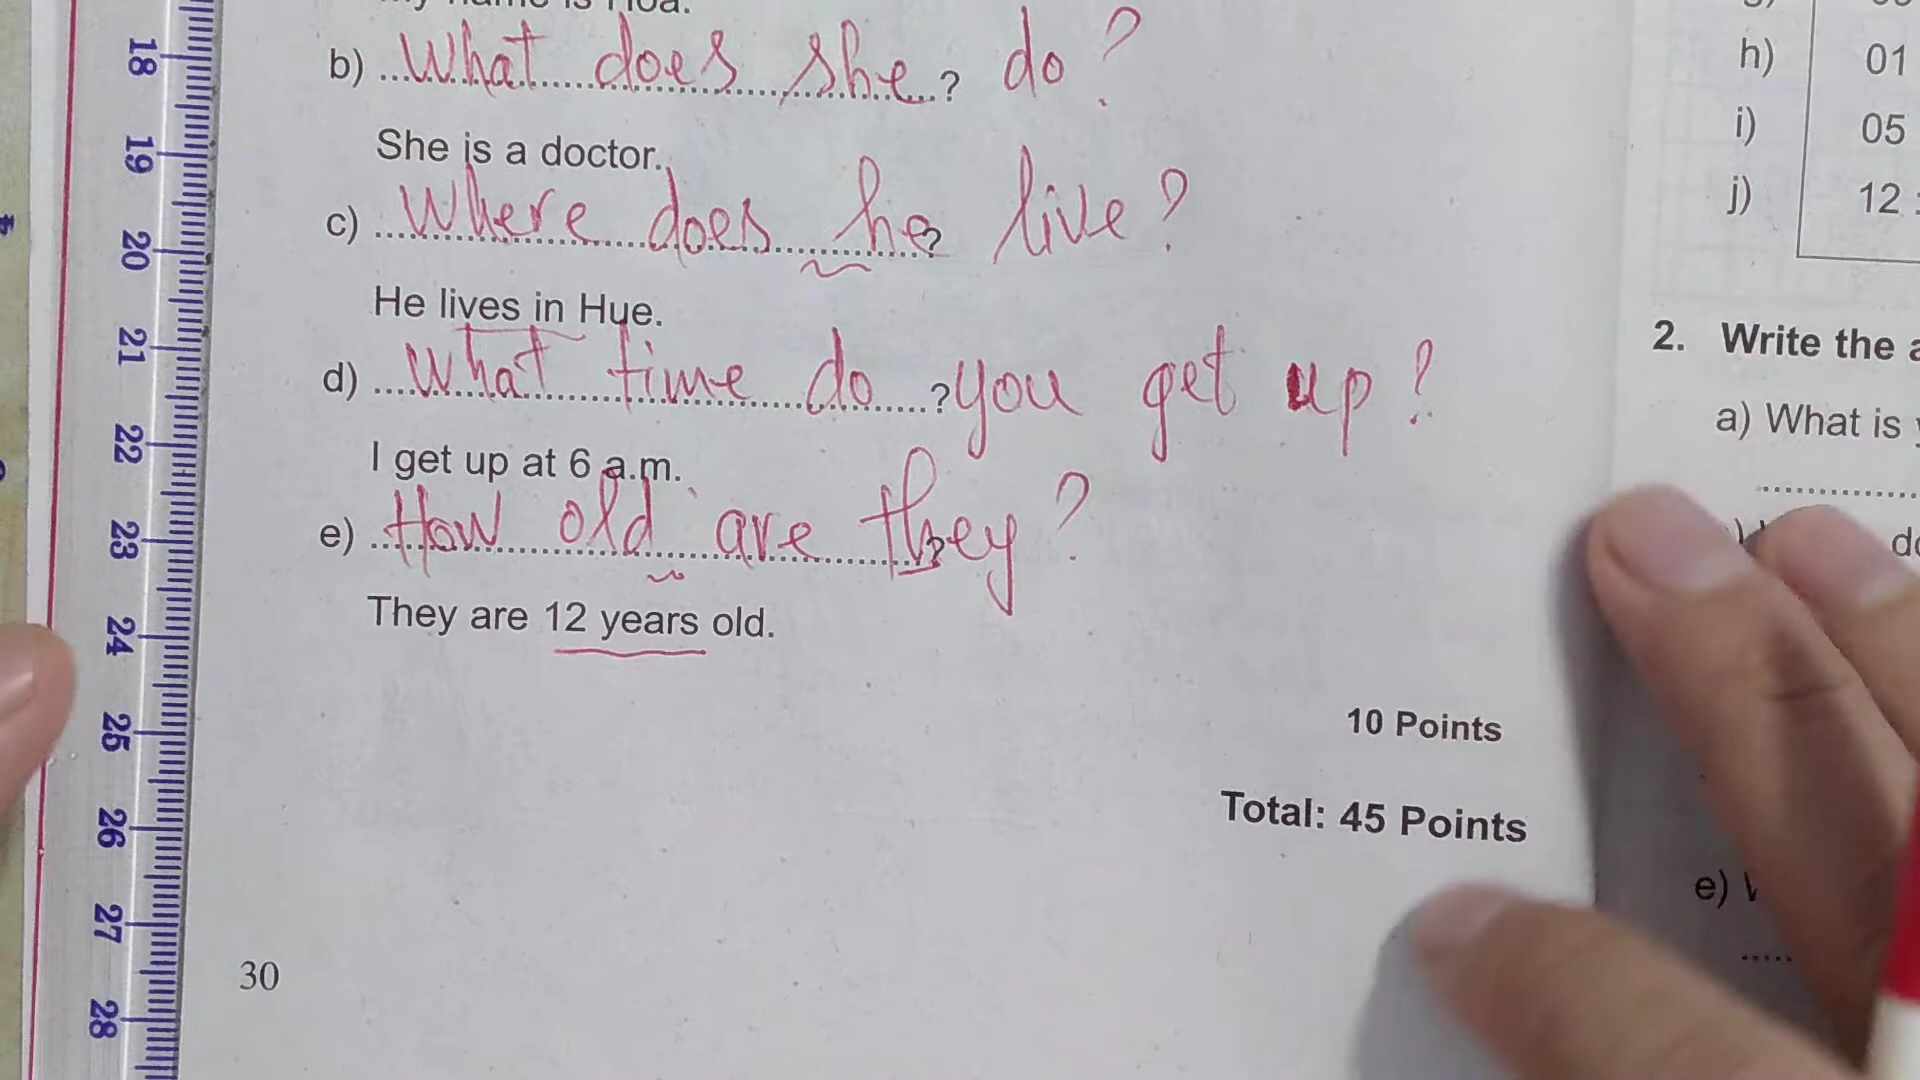 b) What does she ? do?
She is a doctor.
c) Where does he ? live?
He lives in Hue.
d) What time do ? you get up?
I get up at 6 a.m.
e) How old are they?
They are 12 years old.
10 Points
Total: 45 Points
30
h) 01
i) 05
j) 12 :
2. Write the
a) What is
e)
18
19
20
21
22
23
24
25
26
27
28